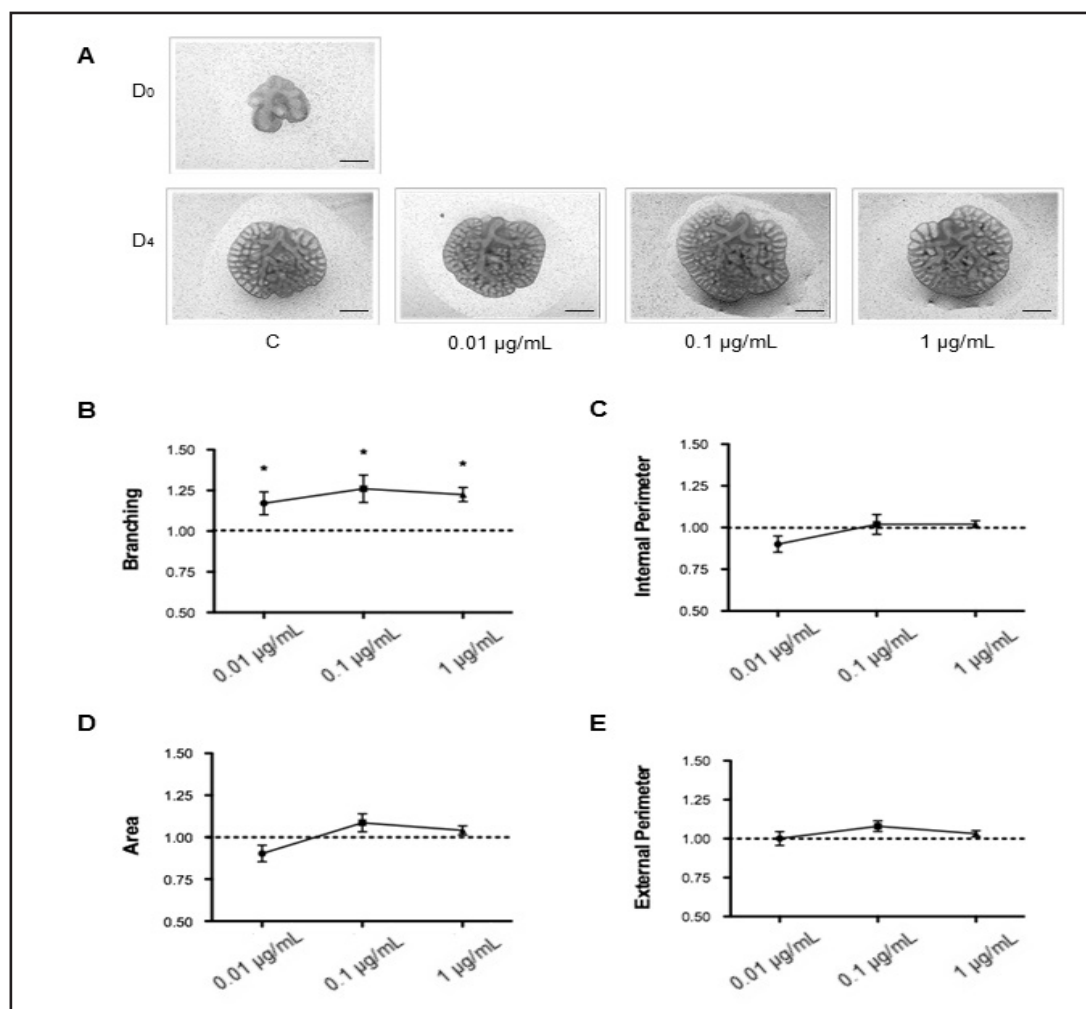 A
D0
D4
C
0.01 µg/mL
0.1 µg/mL
1 µg/mL
B
Branching
1.50
*
*
*
1.25
1.00
0.75
0.50
0.01 µg/mL
0.1 µg/mL
1 µg/mL
C
Internal Perimeter
1.50
1.25
1.00
0.75
0.50
0.01 µg/mL
0.1 µg/mL
1 µg/mL
D
Area
1.50
1.25
1.00
0.75
0.50
0.01 µg/mL
0.1 µg/mL
1 µg/mL
E
External Perimeter
1.50
1.25
1.00
0.75
0.50
0.01 µg/mL
0.1 µg/mL
1 µg/mL